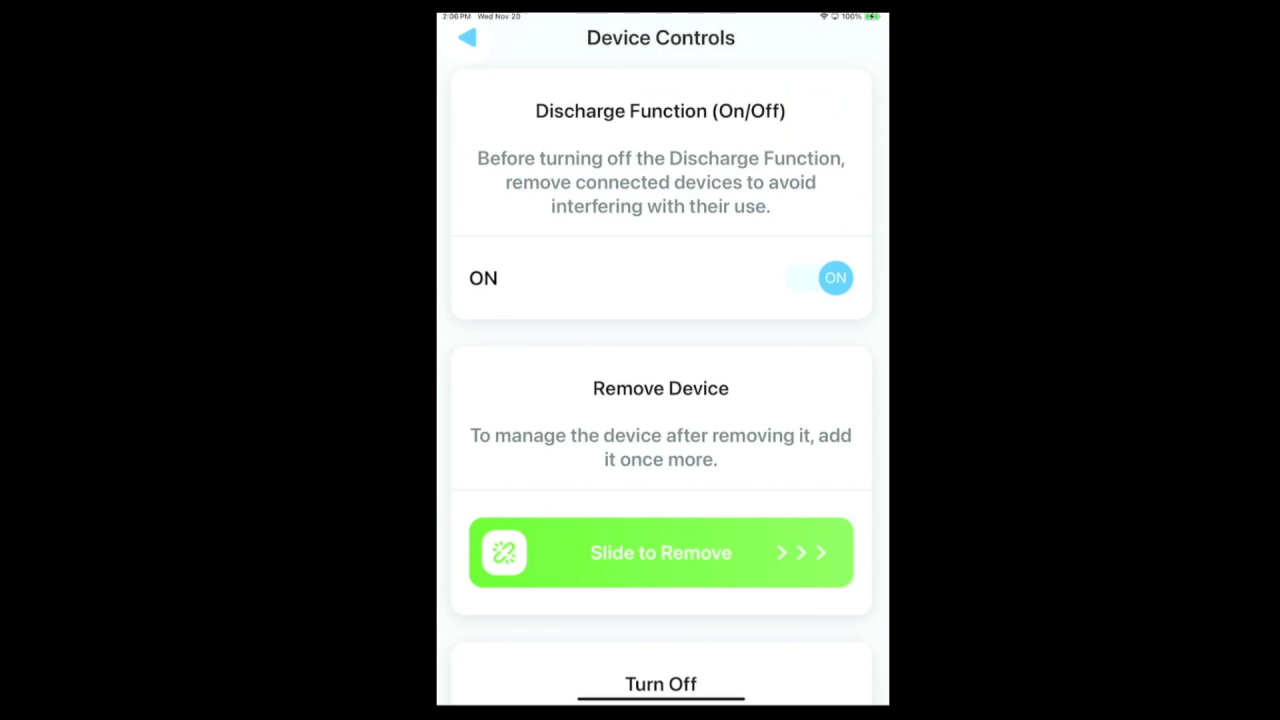 2:06 PM Wed Nov 20 100%
Device Controls
Discharge Function (On/Off)
Before turning off the Discharge Function,
remove connected devices to avoid
interfering with their use.
ON ON
Remove Device
To manage the device after removing it, add
it once more.
Slide to Remove
Turn Off